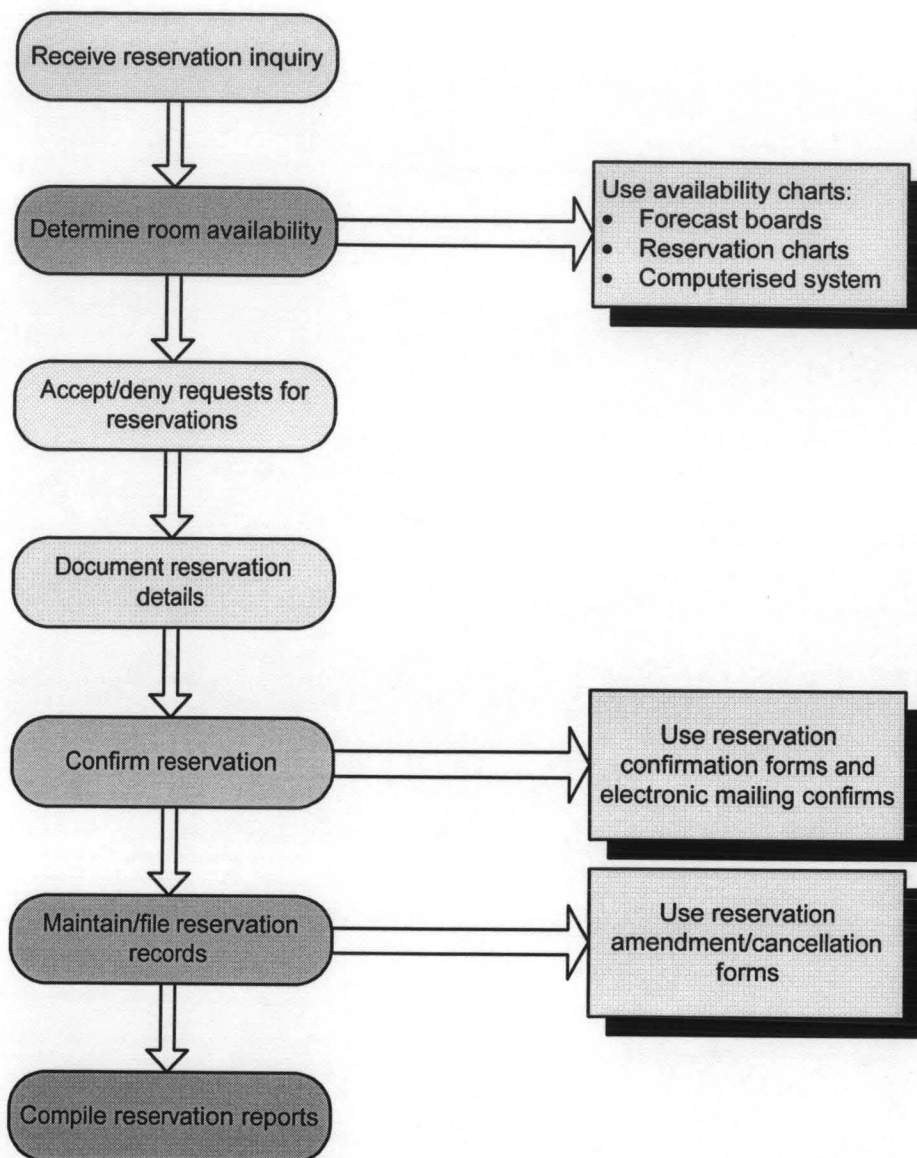 Receive reservation inquiry
Determine room availability
Use availability charts:
• Forecast boards
• Reservation charts
• Computerised system
Accept/deny requests for
reservations
Document reservation
details
Confirm reservation
Use reservation
confirmation forms and
electronic mailing confirms
Maintain/file reservation
records
Use reservation
amendment/cancellation
forms
Compile reservation reports